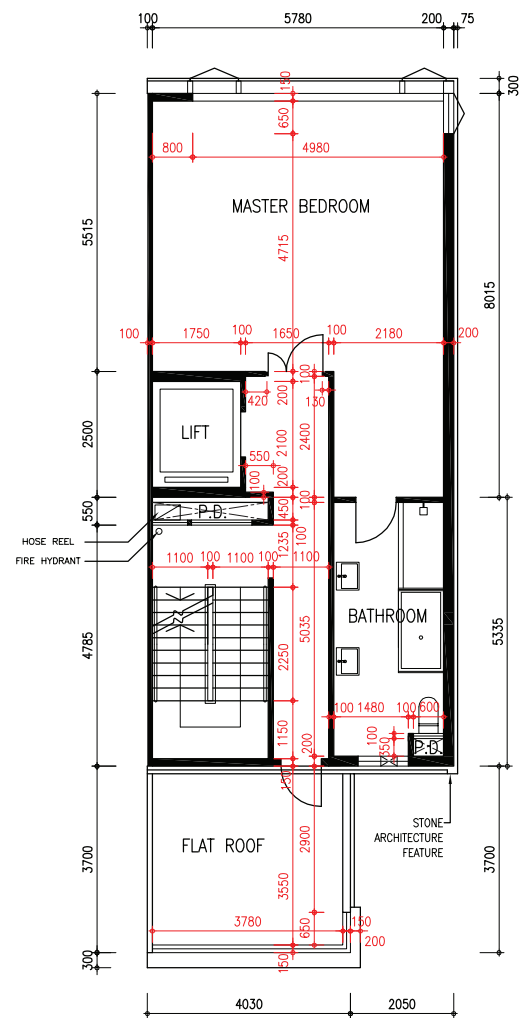 100 5780 200 75
300
150
650
800 4980
MASTER BEDROOM
5515
4715
8015
100 1750 100 1650 100 2180 200
100
420 200 130
LIFT
2500
2100 2400
550
100 200
550
P.D.
450 100
HOSE REEL
FIRE HYDRANT
1235 100
1100 100 1100 100 1100
4785
5035
BATHROOM
5335
2250
100 1480 100 600
1150 200
100
350
P.D.
150
STONE
ARCHITECTURE
FEATURE
FLAT ROOF
2900
3700
3550
3700
3780 150
650 200
300
150
4030 2050